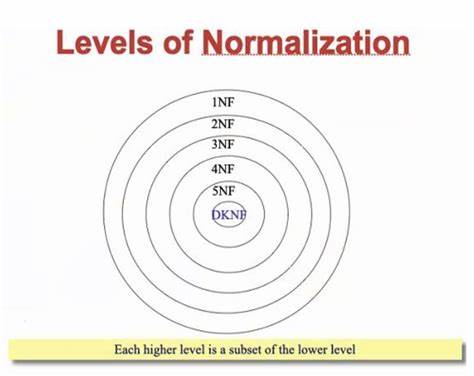 Levels of Normalization
1NF
2NF
3NF
4NF
5NF
DKNF
Each higher level is a subset of the lower level